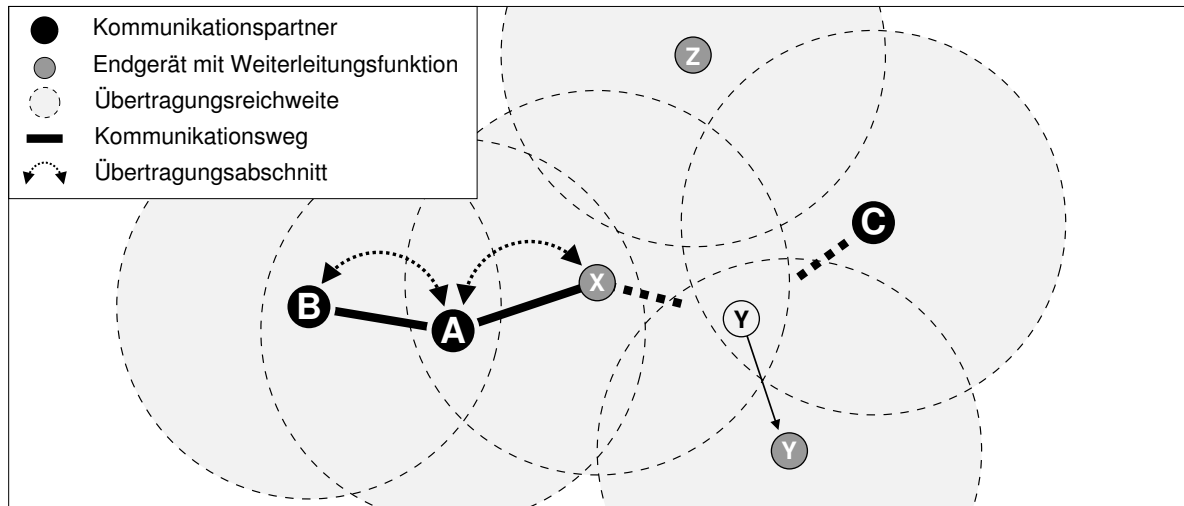 Kommunikationspartner
Endgerät mit Weiterleitungsfunktion
Übertragungsreichweite
Kommunikationsweg
Übertragungsabschnitt
Z
C
X
B
A
Y
Y